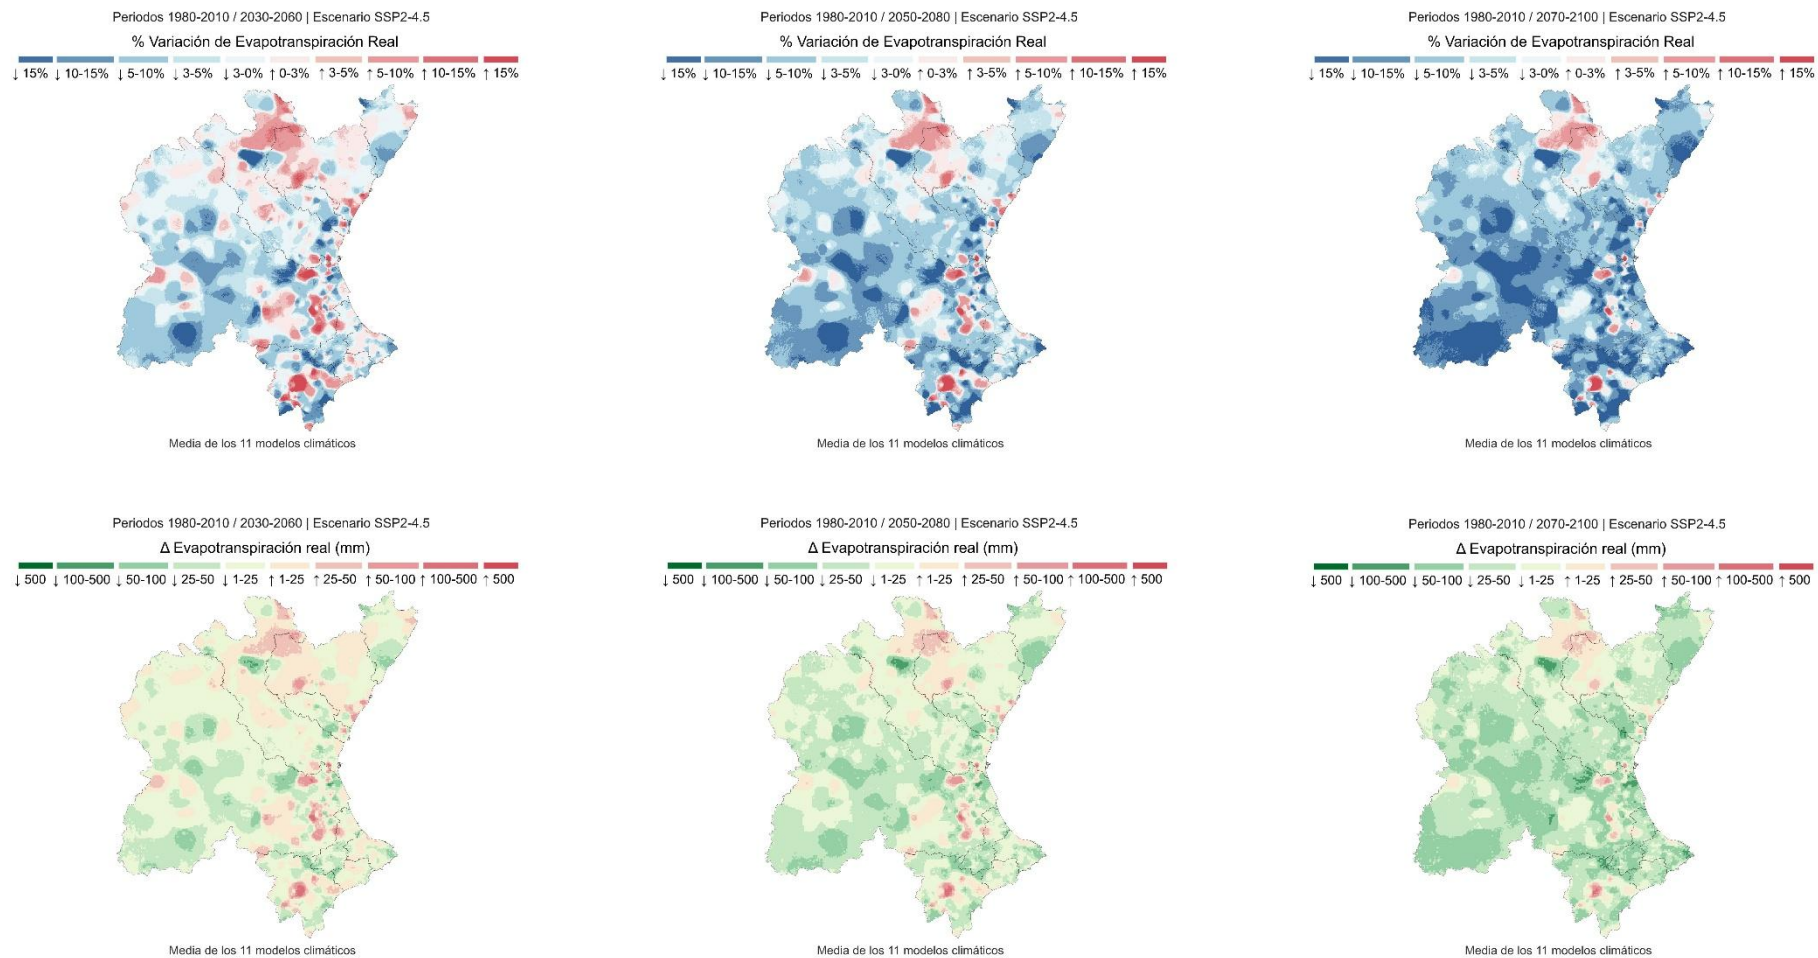 Periodos 1980-2010 / 2030-2060 | Escenario SSP2-4.5
% Variación de Evapotranspiración Real
↓ 15% ↓ 10-15% ↓ 5-10% ↓ 3-5% ↓ 3-0% ↑ 0-3% ↑ 3-5% ↑ 5-10% ↑ 10-15% ↑ 15%
Media de los 11 modelos climáticos
Periodos 1980-2010 / 2050-2080 | Escenario SSP2-4.5
% Variación de Evapotranspiración Real
↓ 15% ↓ 10-15% ↓ 5-10% ↓ 3-5% ↓ 3-0% ↑ 0-3% ↑ 3-5% ↑ 5-10% ↑ 10-15% ↑ 15%
Media de los 11 modelos climáticos
Periodos 1980-2010 / 2070-2100 | Escenario SSP2-4.5
% Variación de Evapotranspiración Real
↓ 15% ↓ 10-15% ↓ 5-10% ↓ 3-5% ↓ 3-0% ↑ 0-3% ↑ 3-5% ↑ 5-10% ↑ 10-15% ↑ 15%
Media de los 11 modelos climáticos
Periodos 1980-2010 / 2030-2060 | Escenario SSP2-4.5
Δ Evapotranspiración real (mm)
↓ 500 ↓ 100-500 ↓ 50-100 ↓ 25-50 ↓ 1-25 ↑ 1-25 ↑ 25-50 ↑ 50-100 ↑ 100-500 ↑ 500
Media de los 11 modelos climáticos
Periodos 1980-2010 / 2050-2080 | Escenario SSP2-4.5
Δ Evapotranspiración real (mm)
↓ 500 ↓ 100-500 ↓ 50-100 ↓ 25-50 ↓ 1-25 ↑ 1-25 ↑ 25-50 ↑ 50-100 ↑ 100-500 ↑ 500
Media de los 11 modelos climáticos
Periodos 1980-2010 / 2070-2100 | Escenario SSP2-4.5
Δ Evapotranspiración real (mm)
↓ 500 ↓ 100-500 ↓ 50-100 ↓ 25-50 ↓ 1-25 ↑ 1-25 ↑ 25-50 ↑ 50-100 ↑ 100-500 ↑ 500
Media de los 11 modelos climáticos